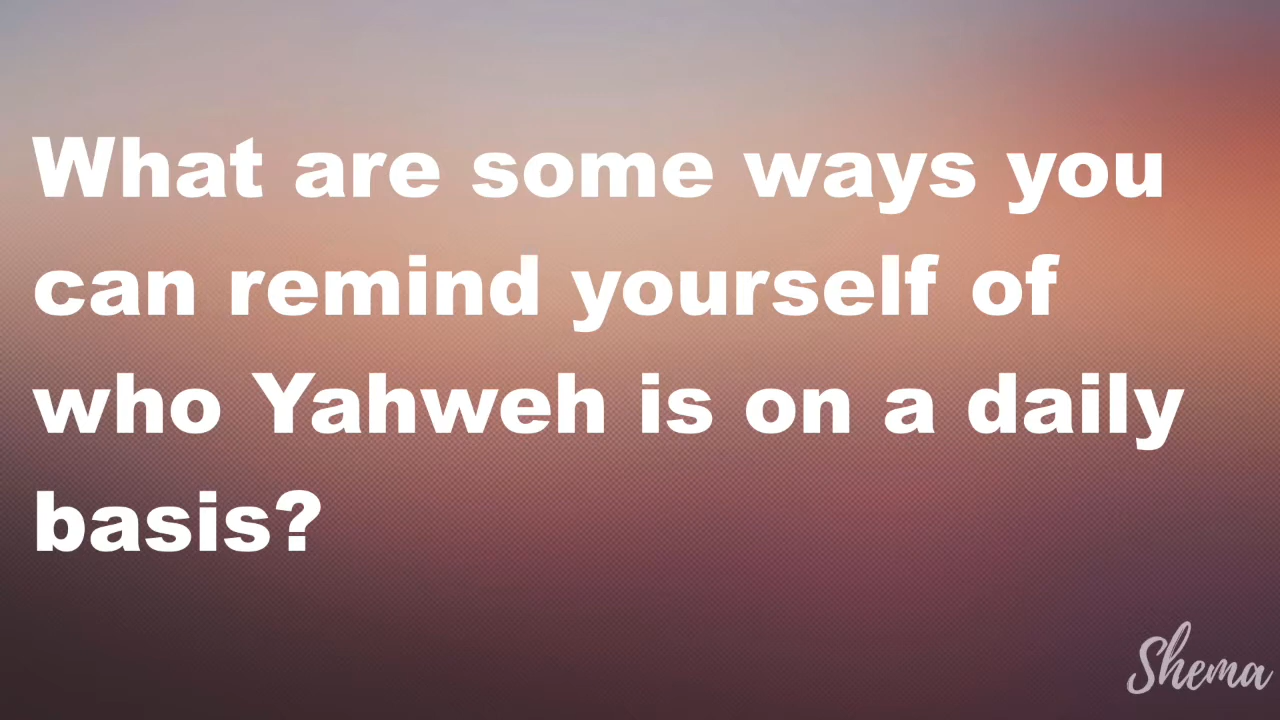 What are some ways you
can remind yourself of
who Yahweh is on a daily
basis?
Shema